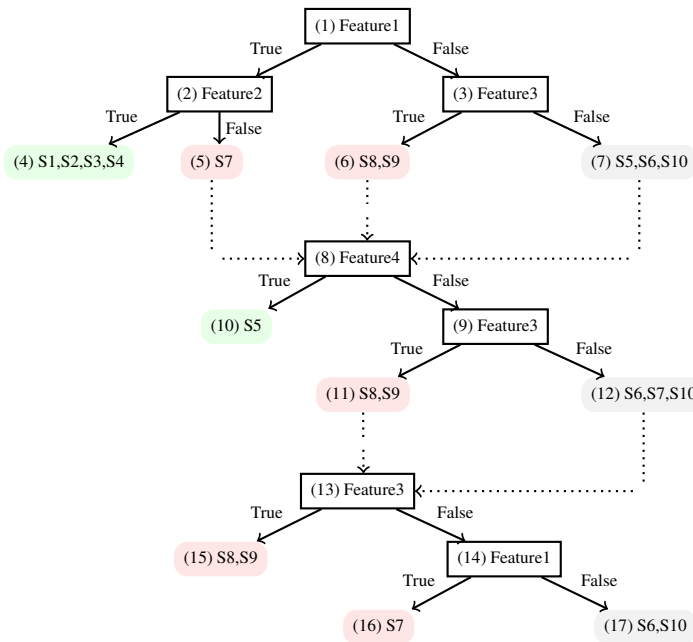 (1) Feature1
True
False
(2) Feature2
(3) Feature3
True
False
True
False
(4) S1,S2,S3,S4
(5) S7
(6) S8,S9
(7) S5,S6,S10
(8) Feature4
True
False
(10) S5
(9) Feature3
True
False
(11) S8,S9
(12) S6,S7,S10
(13) Feature3
True
False
(15) S8,S9
(14) Feature1
True
False
(16) S7
(17) S6,S10